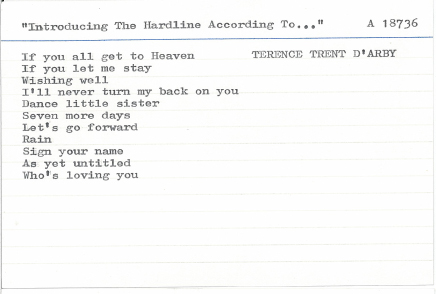 "Introducing The Hardline According To..." A 18736
If you all get to Heaven TERENCE TRENT D'ARBY
If you let me stay
Wishing well
I'll never turn my back on you
Dance little sister
Seven more days
Let's go forward
Rain
Sign your name
As yet untitled
Who's loving you